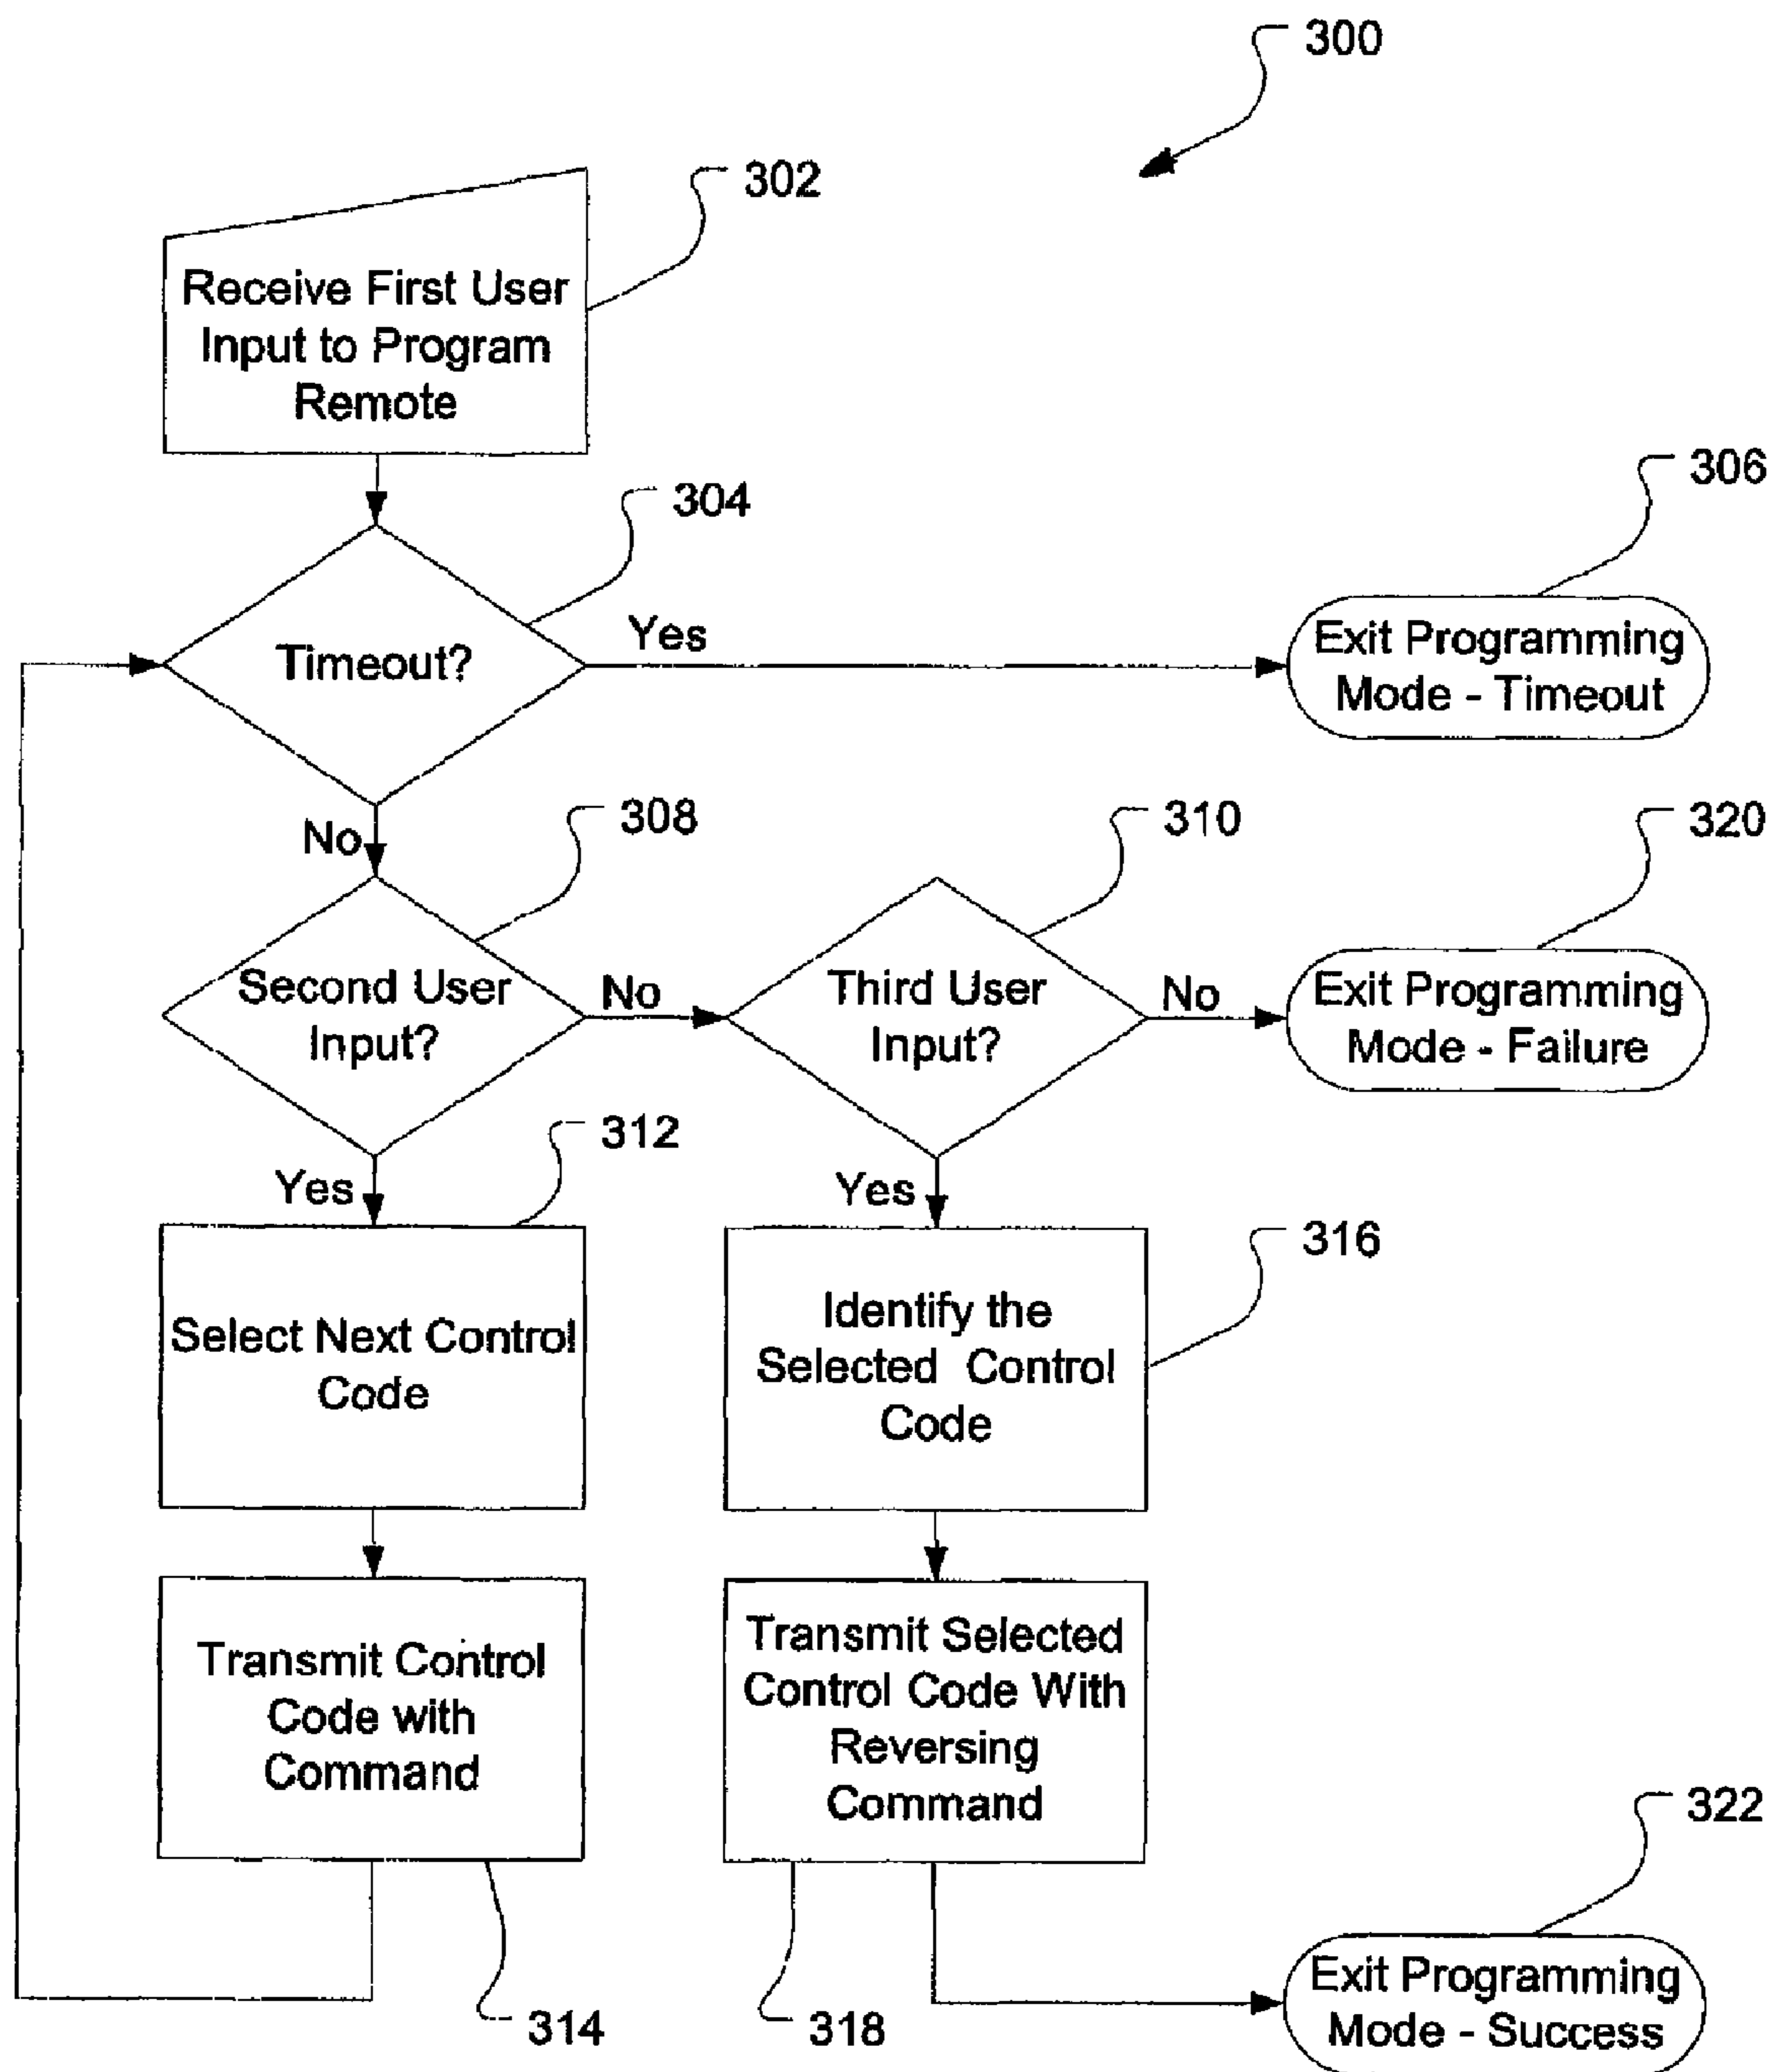 300
302
Receive First User
Input to Program
Remote
304
306
Timeout?
Yes
Exit Programming
Mode - Timeout
No
308
310
320
Second User
Input?
No
Third User
Input?
No
Exit Programming
Mode - Failure
312
Yes
Yes
316
Select Next Control
Code
Identify the
Selected Control
Code
Transmit Control
Code with
Command
Transmit Selected
Control Code With
Reversing
Command
322
314
318
Exit Programming
Mode - Success